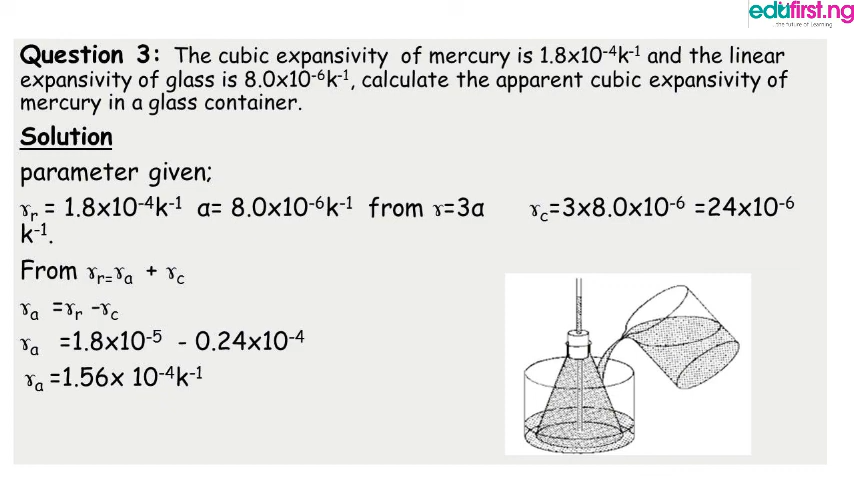 edufirst.ng
the future of learning
Question 3: The cubic expansivity of mercury is 1.8x10⁻⁴k⁻¹ and the linear
expansivity of glass is 8.0x10⁻⁶k⁻¹, calculate the apparent cubic expansivity of
mercury in a glass container.
Solution
parameter given;
ɤᵣ = 1.8x10⁻⁴k⁻¹ α= 8.0x10⁻⁶k⁻¹ from ɤ=3α ɤc=3x8.0x10⁻⁶ =24x10⁻⁶
k⁻¹.
From ɤᵣ₌ɤₐ + ɤc
ɤₐ =ɤᵣ –ɤc
ɤₐ =1.8x10⁻⁵ - 0.24x10⁻⁴
ɤₐ =1.56x 10⁻⁴k⁻¹